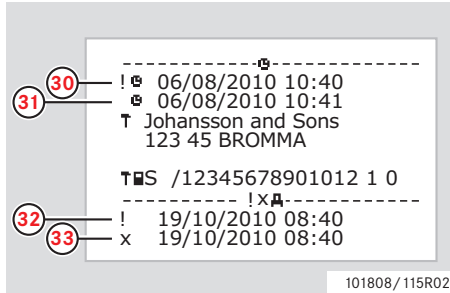 30 !  06/08/2010 10:40
31  06/08/2010 10:41
Johansson and Sons
123 45 BROMMA
S /12345678901012 1 0
----------!x------------
32 ! 19/10/2010 08:40
33 x 19/10/2010 08:40
101808/115R02